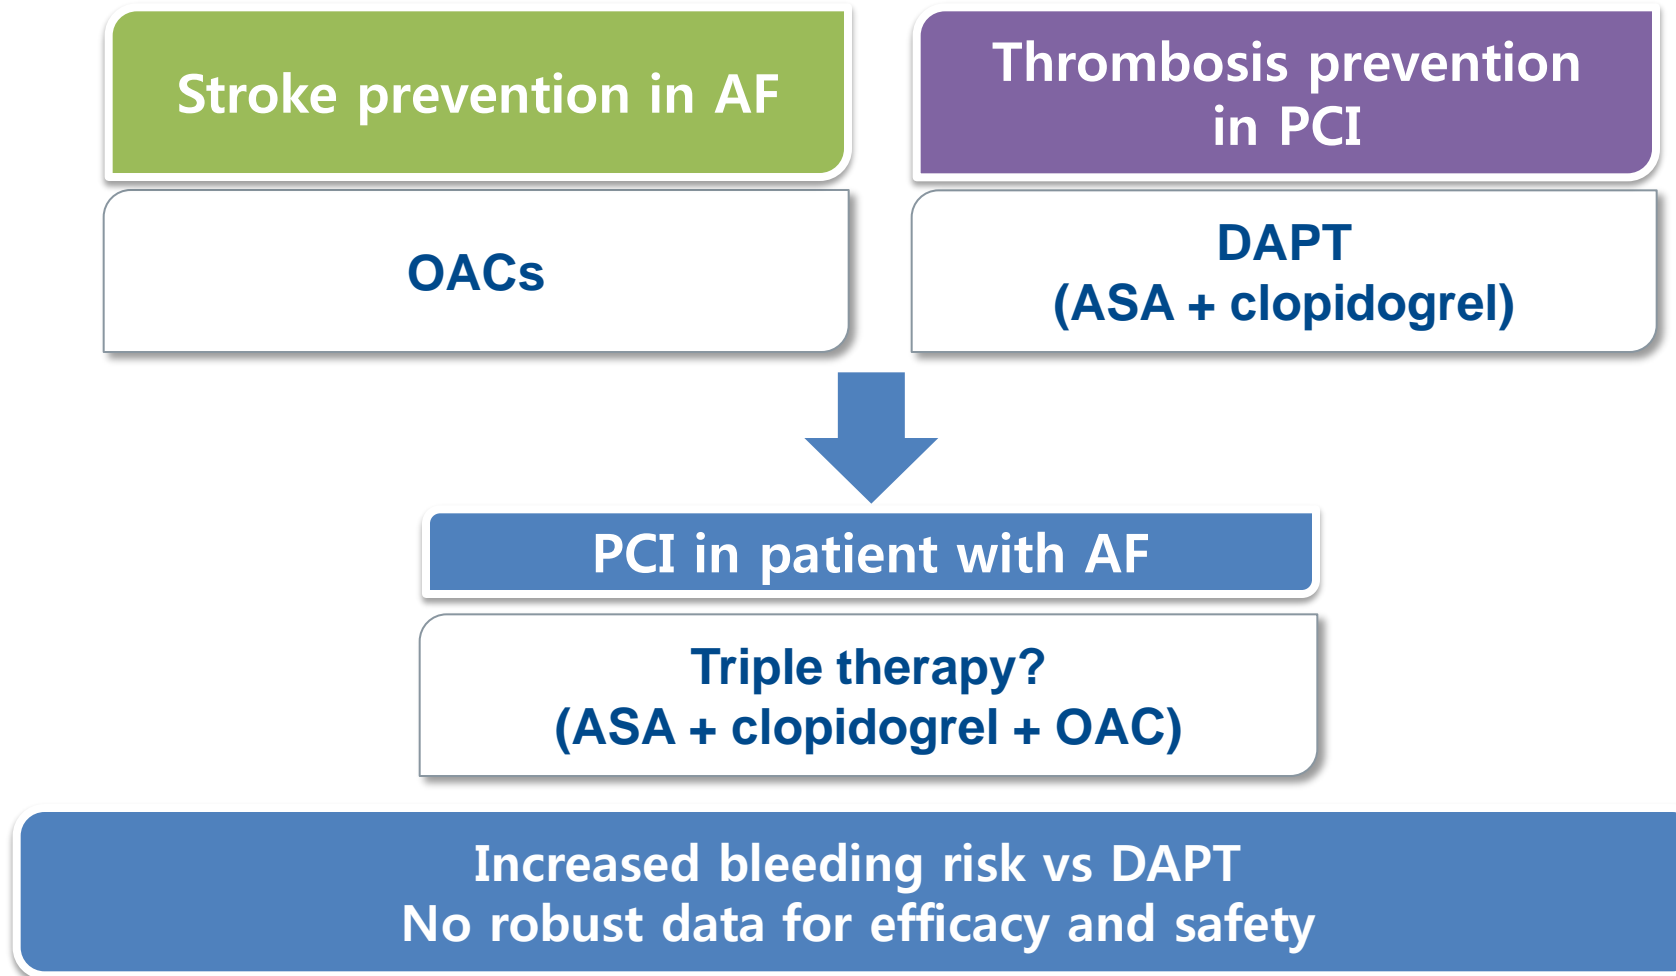 Stroke prevention in AF
Thrombosis prevention
in PCI
OACs
DAPT
(ASA + clopidogrel)
PCI in patient with AF
Triple therapy?
(ASA + clopidogrel + OAC)
Increased bleeding risk vs DAPT
No robust data for efficacy and safety